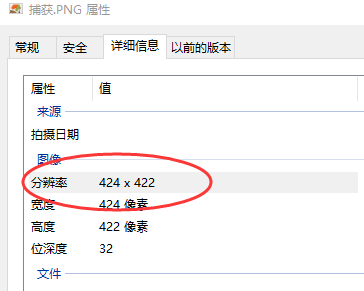 捕获.PNG 属性
常规 安全 详细信息 以前的版本
属性 值
来源
拍摄日期
图像
分辨率 424 x 422
宽度 424 像素
高度 422 像素
位深度 32
文件